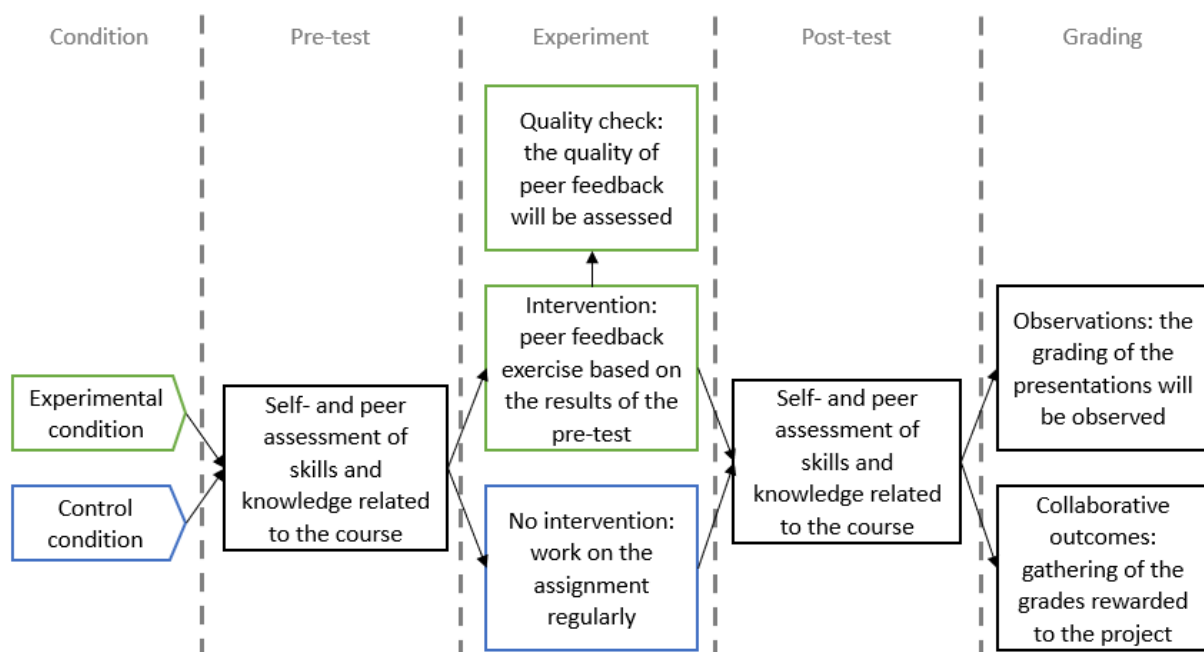 Condition
Pre-test
Experiment
Post-test
Grading
Experimental
condition
Control
condition
Self- and peer
assessment of
skills and
knowledge related
to the course
Quality check:
the quality of
peer feedback
will be assessed
Intervention:
peer feedback
exercise based on
the results of the
pre-test
No intervention:
work on the
assignment
regularly
Self- and peer
assessment of
skills and
knowledge related
to the course
Observations: the
grading of the
presentations will
be observed
Collaborative
outcomes:
gathering of the
grades rewarded
to the project